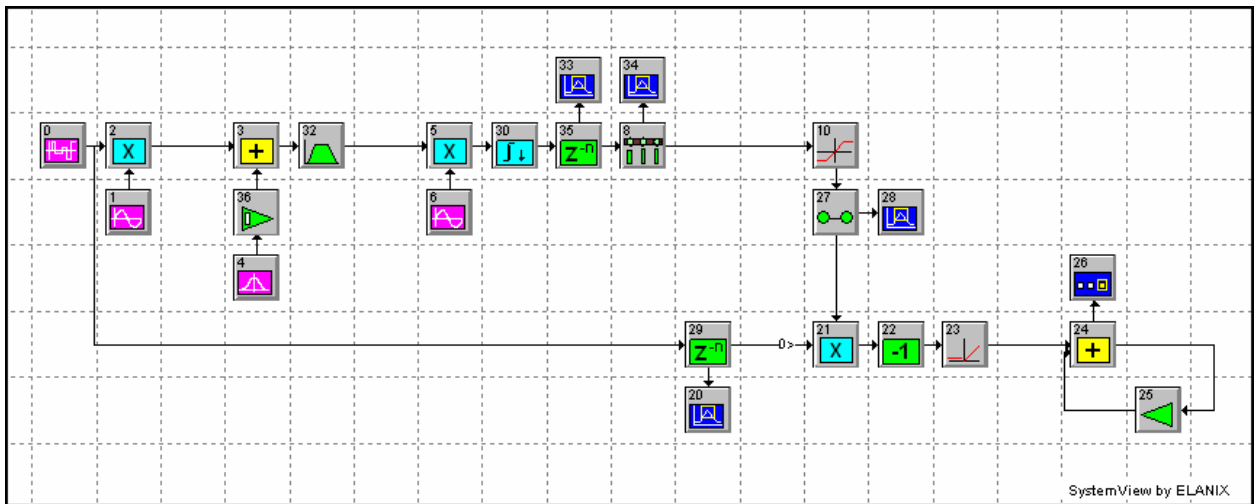 33 34
0 2 3 32 5 30 35 8 10
X + X ∫↓ Z⁻ⁿ
1 36 6 27 28
4 26
29 0> 21 22 23 24
Z⁻ⁿ X -1 +
20 25
SystemView by ELANIX